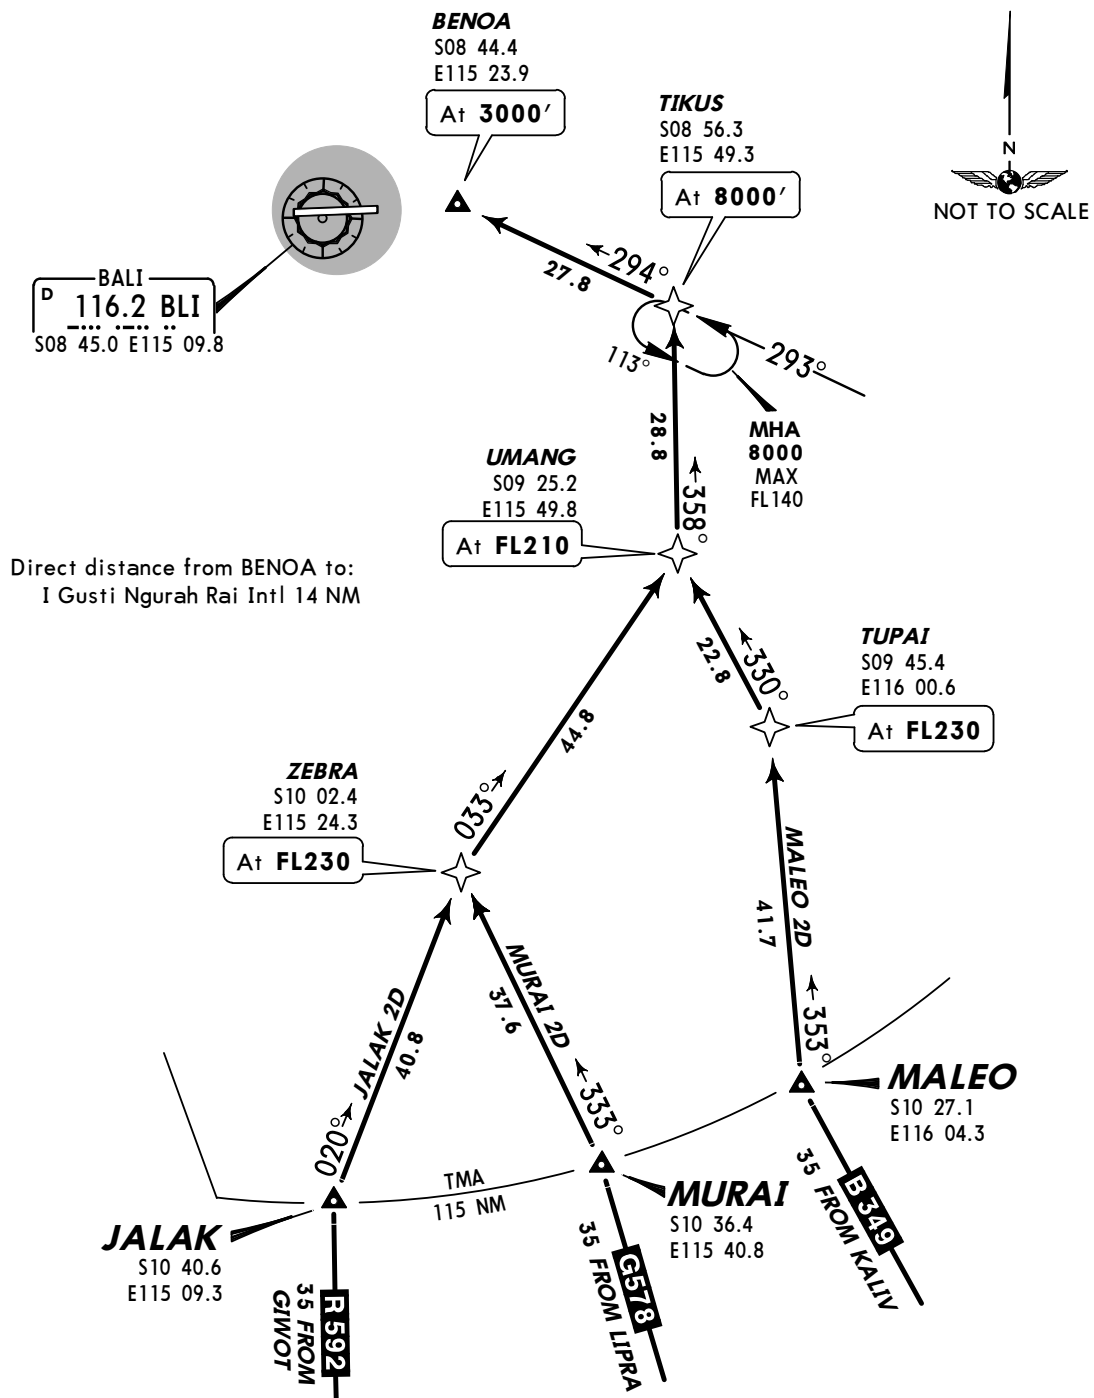 BENOA
S08 44.4
E115 23.9
At 3000'
TIKUS
S08 56.3
E115 49.3
At 8000'
N
NOT TO SCALE
BALI
D 116.2 BLI
S08 45.0 E115 09.8
294°
27.8
113°
293°
MHA
8000
MAX
FL140
28.8
358°
UMANG
S09 25.2
E115 49.8
At FL210
Direct distance from BENOA to:
I Gusti Ngurah Rai Intl 14 NM
330°
22.8
TUPAI
S09 45.4
E116 00.6
At FL230
44.8
033°
ZEBRA
S10 02.4
E115 24.3
At FL230
MALEO 2D
41.7
353°
MURAI 2D
37.6
333°
JALAK 2D
40.8
020°
MALEO
S10 27.1
E116 04.3
TMA
115 NM
MURAI
S10 36.4
E115 40.8
JALAK
S10 40.6
E115 09.3
R 592
35 FROM
GIWOT
G578
35 FROM LIPRA
B 349
35 FROM KALIV